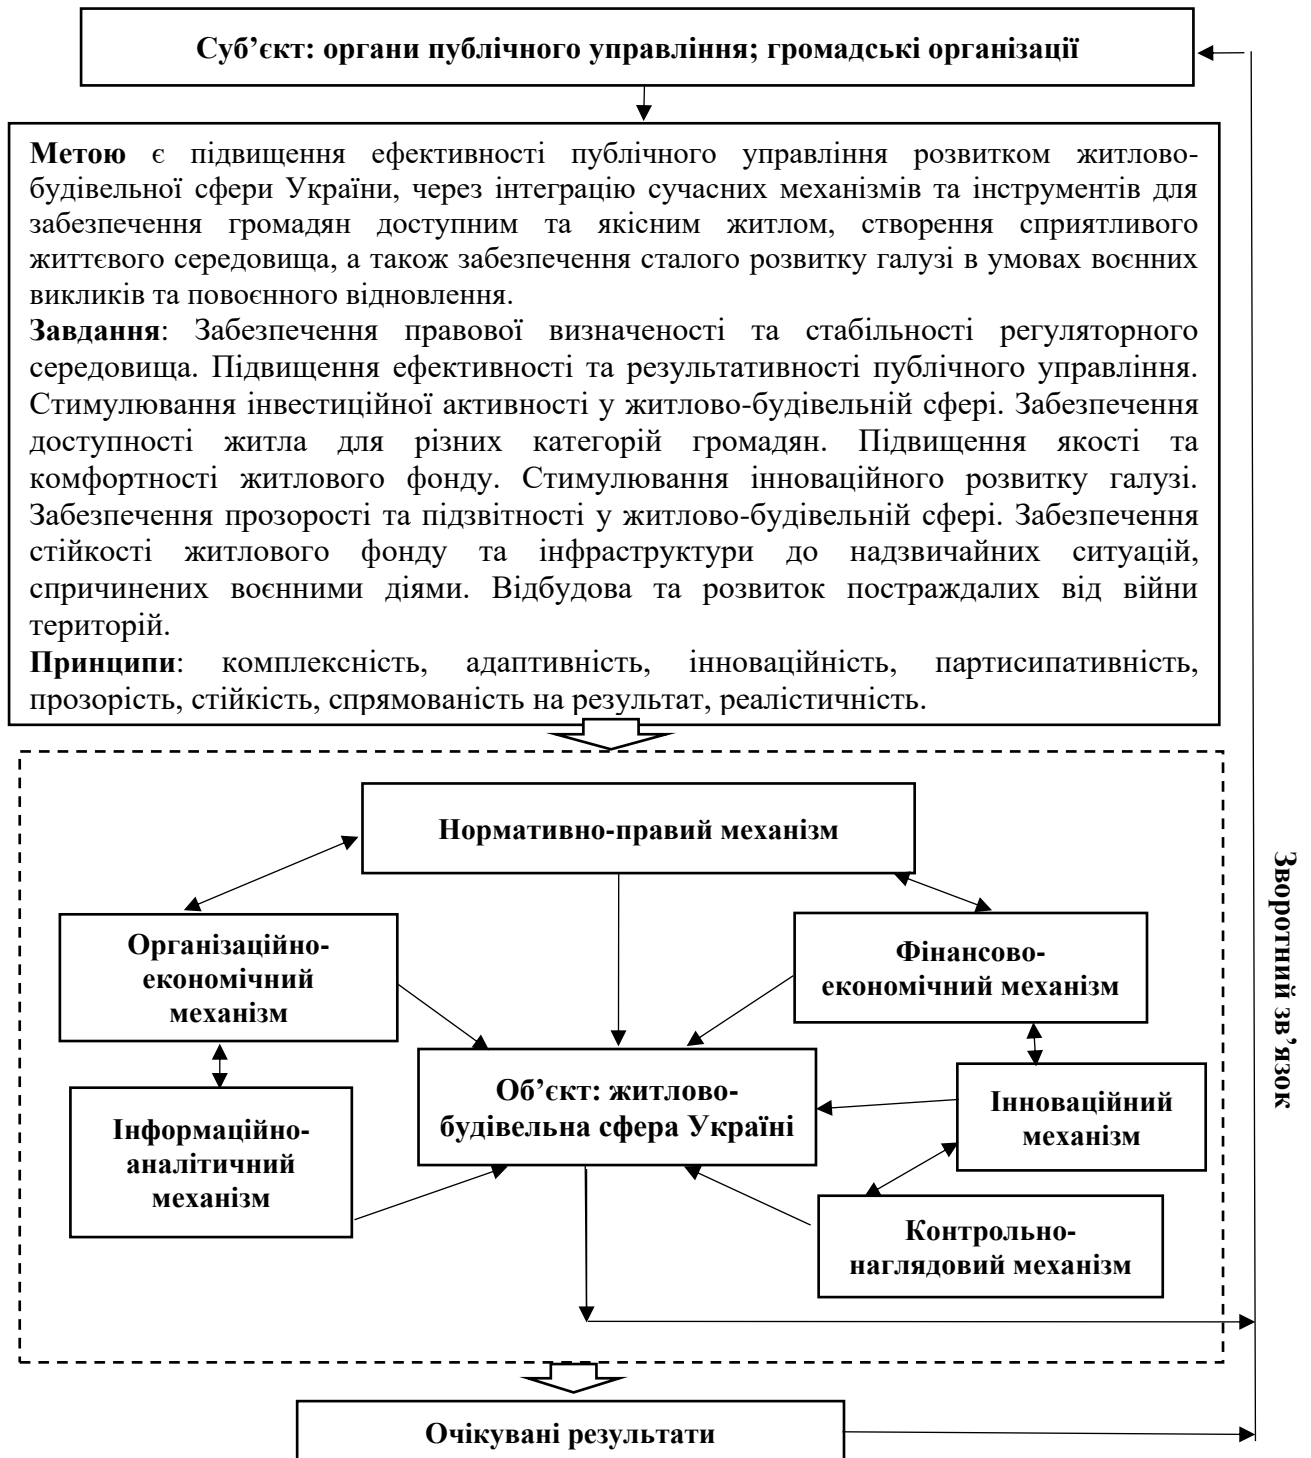 Суб’єкт: органи публічного управління; громадські організації
Метою є підвищення ефективності публічного управління розвитком житлово-
будівельної сфери України, через інтеграцію сучасних механізмів та інструментів для
забезпечення громадян доступним та якісним житлом, створення сприятливого
життєвого середовища, а також забезпечення сталого розвитку галузі в умовах воєнних
викликів та повоєнного відновлення.
Завдання: Забезпечення правової визначеності та стабільності регуляторного
середовища. Підвищення ефективності та результативності публічного управління.
Стимулювання інвестиційної активності у житлово-будівельній сфері. Забезпечення
доступності житла для різних категорій громадян. Підвищення якості та
комфортності житлового фонду. Стимулювання інноваційного розвитку галузі.
Забезпечення прозорості та підзвітності у житлово-будівельній сфері. Забезпечення
стійкості житлового фонду та інфраструктури до надзвичайних ситуацій,
спричинених воєнними діями. Відбудова та розвиток постраждалих від війни
територій.
Принципи: комплексність, адаптивність, інноваційність, партисипативність,
прозорість, стійкість, спрямованість на результат, реалістичність.
Нормативно-правий механізм
Організаційно-
економічний
механізм
Фінансово-
економічний механізм
Об’єкт: житлово-
будівельна сфера Україні
Інноваційний
механізм
Інформаційно-
аналітичний
механізм
Контрольно-
наглядовий механізм
Очікувані результати
Зворотний зв’язок